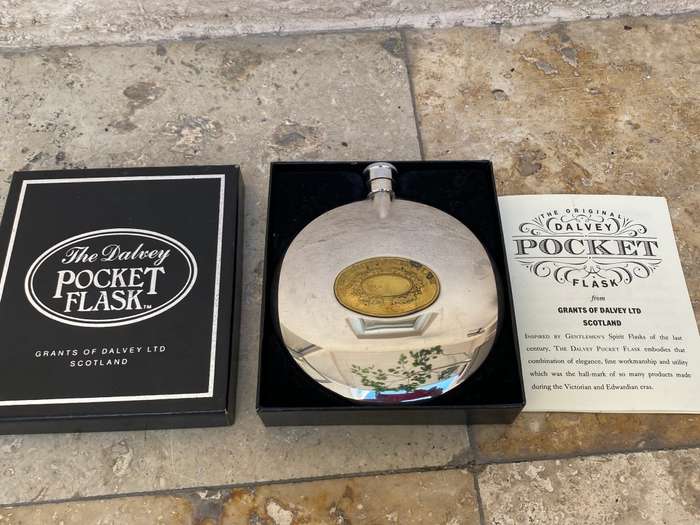 The Dalvey
POCKET
FLASK™
GRANTS OF DALVEY LTD
SCOTLAND
THE ORIGINAL
DALVEY
POCKET
FLASK
from
GRANTS OF DALVEY LTD
SCOTLAND
INSPIRED BY GENTLEMEN'S Spirit Flasks of the last
century, THE DALVEY POCKET FLASK embodies that
combination of elegance, fine workmanship and utility
which was the hall-mark of so many products made
during the Victorian and Edwardian eras.